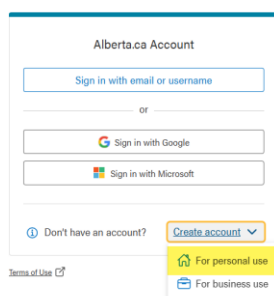 Alberta.ca Account
Sign in with email or username
or
Sign in with Google
Sign in with Microsoft
Don't have an account? Create account
For personal use
Terms of Use
For business use